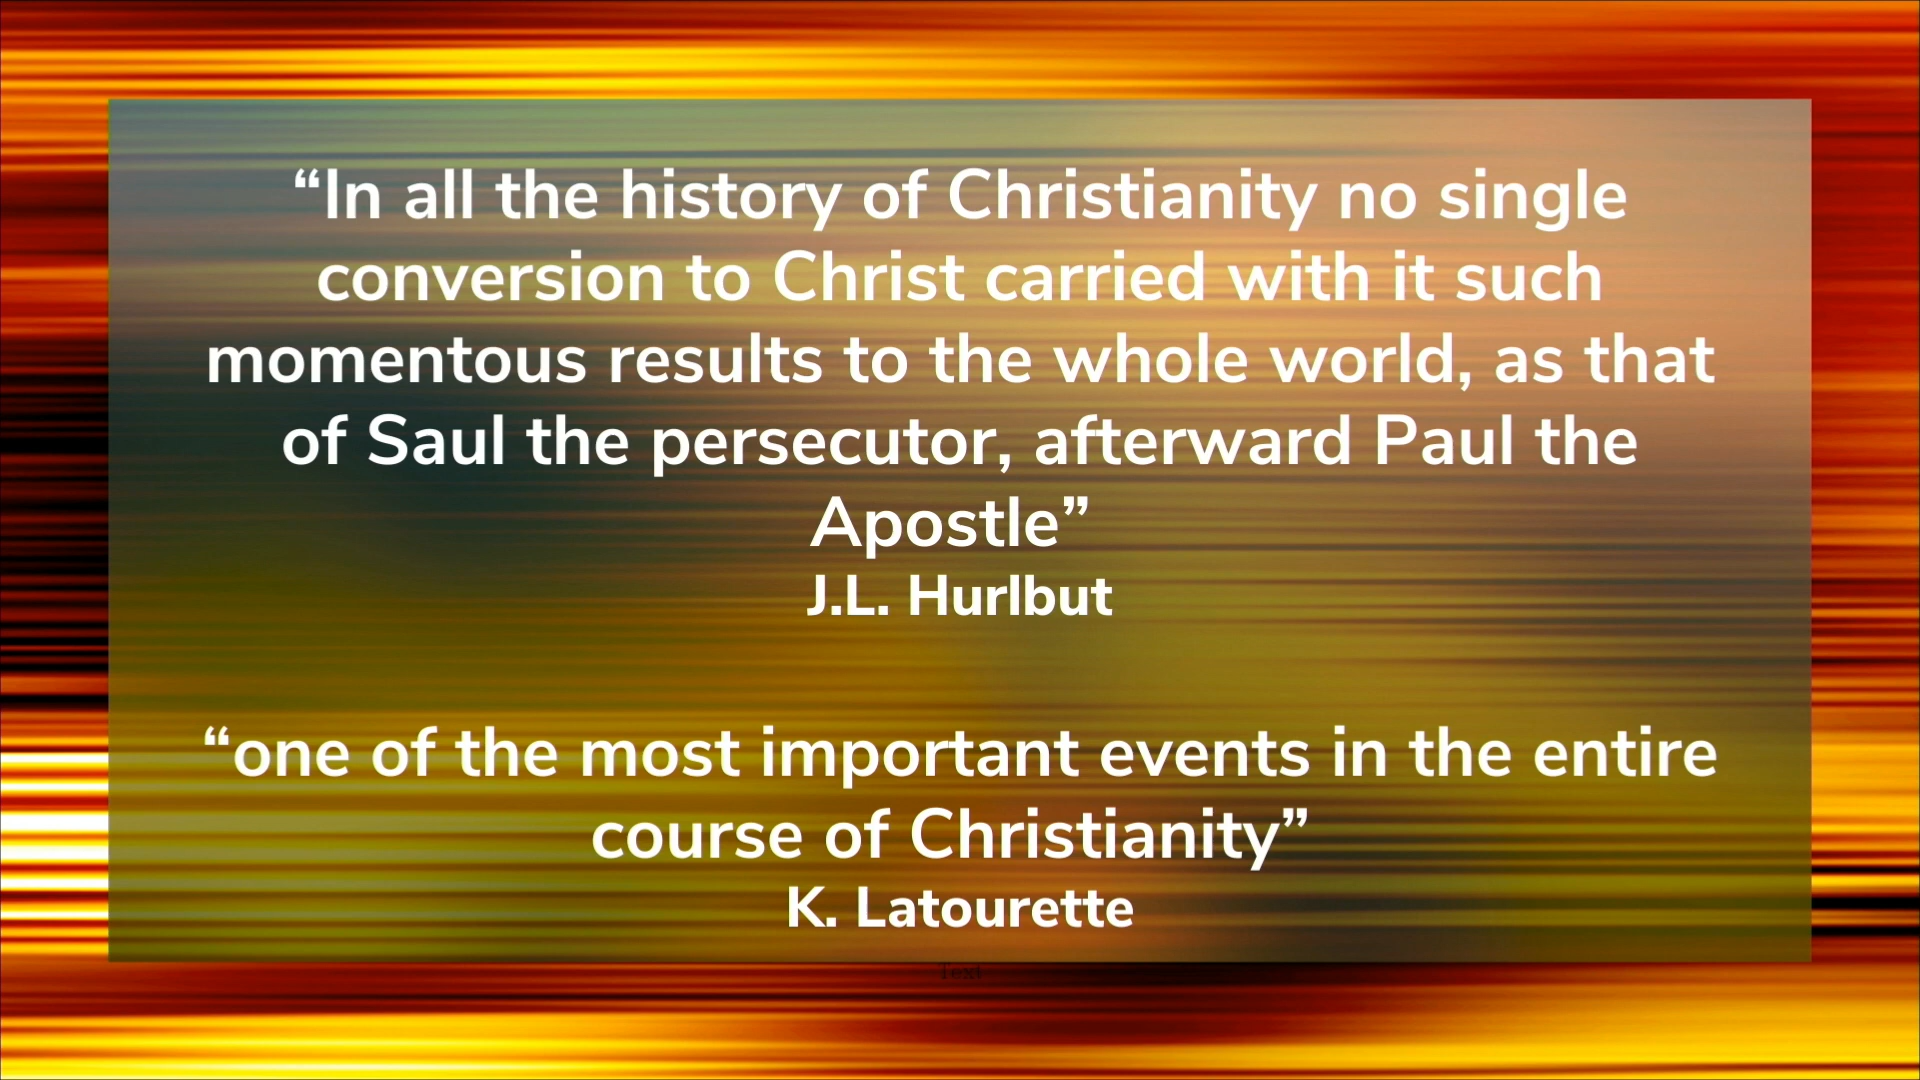 “In all the history of Christianity no single
conversion to Christ carried with it such
momentous results to the whole world, as that
of Saul the persecutor, afterward Paul the
Apostle”
J.L. Hurlbut
“one of the most important events in the entire
course of Christianity”
K. Latourette
Text